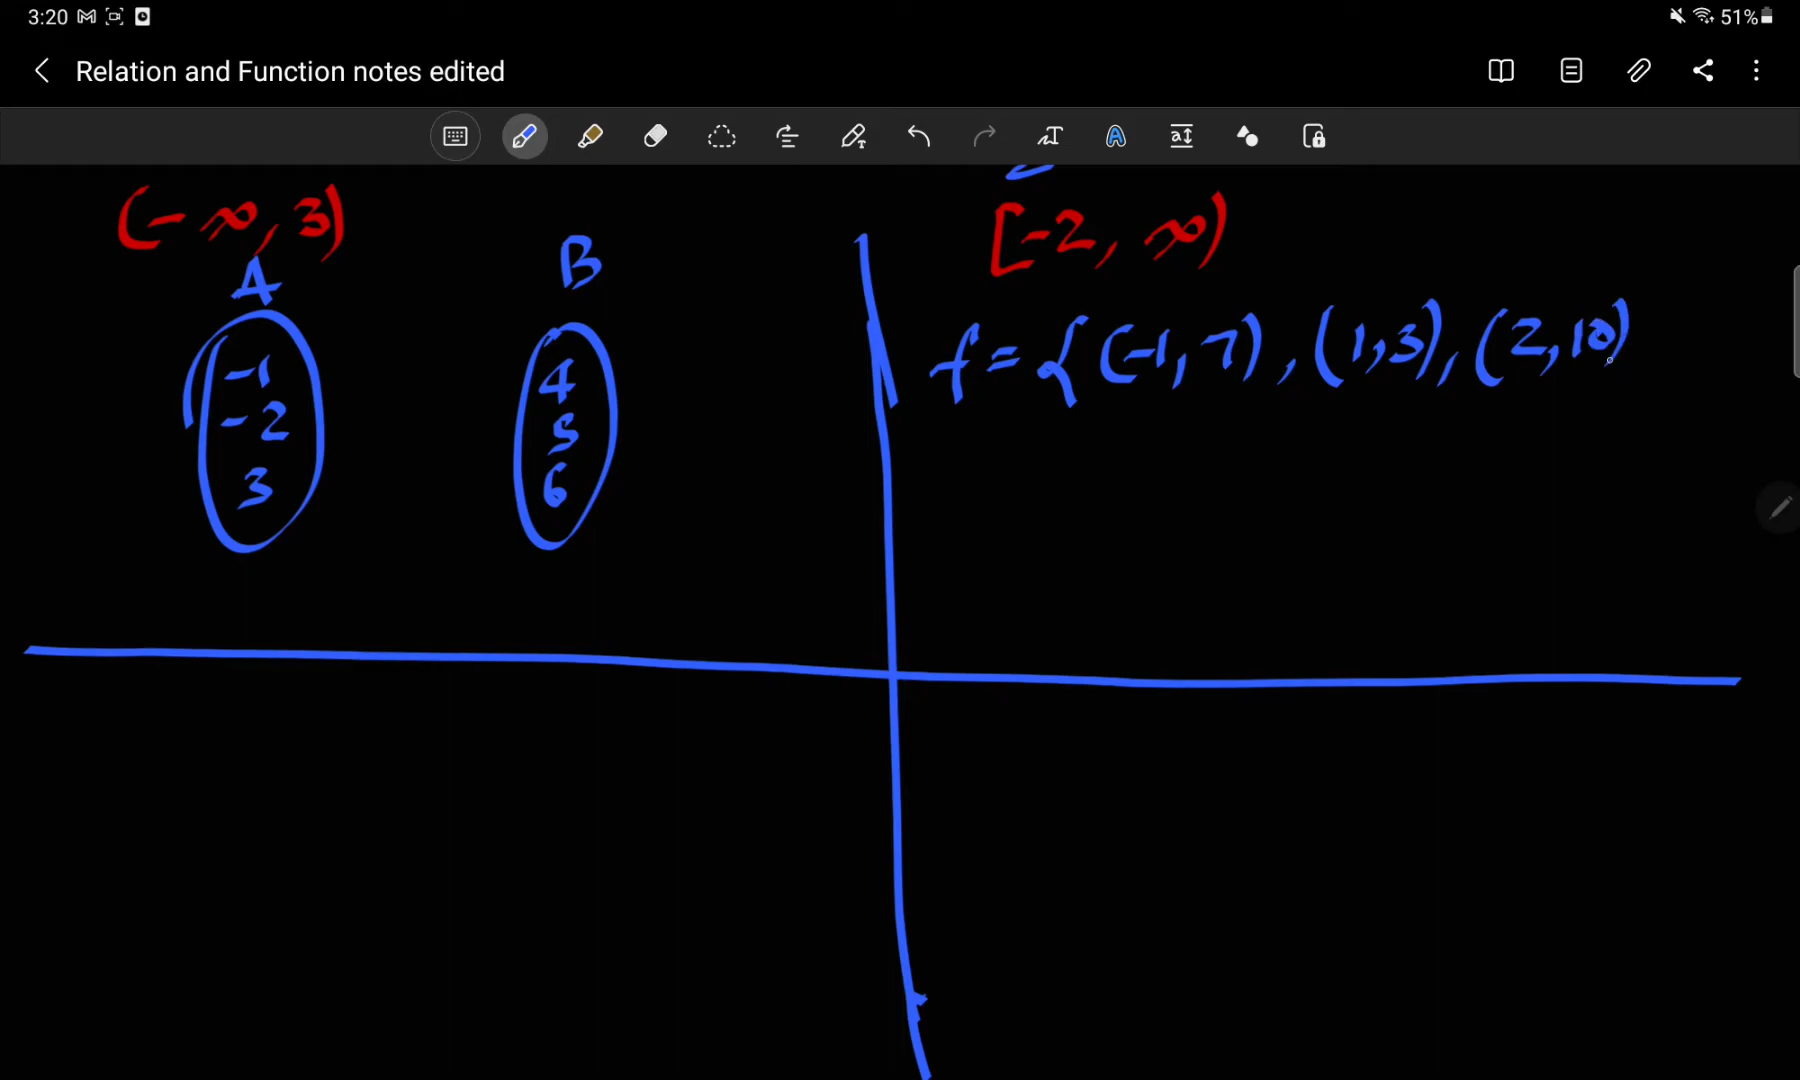 3:20
51%
Relation and Function notes edited
(-∞, 3)
[-2, ∞)
A
B
-1
-2
3
4
5
6
f = {(-1, 7), (1, 3), (2, 10)